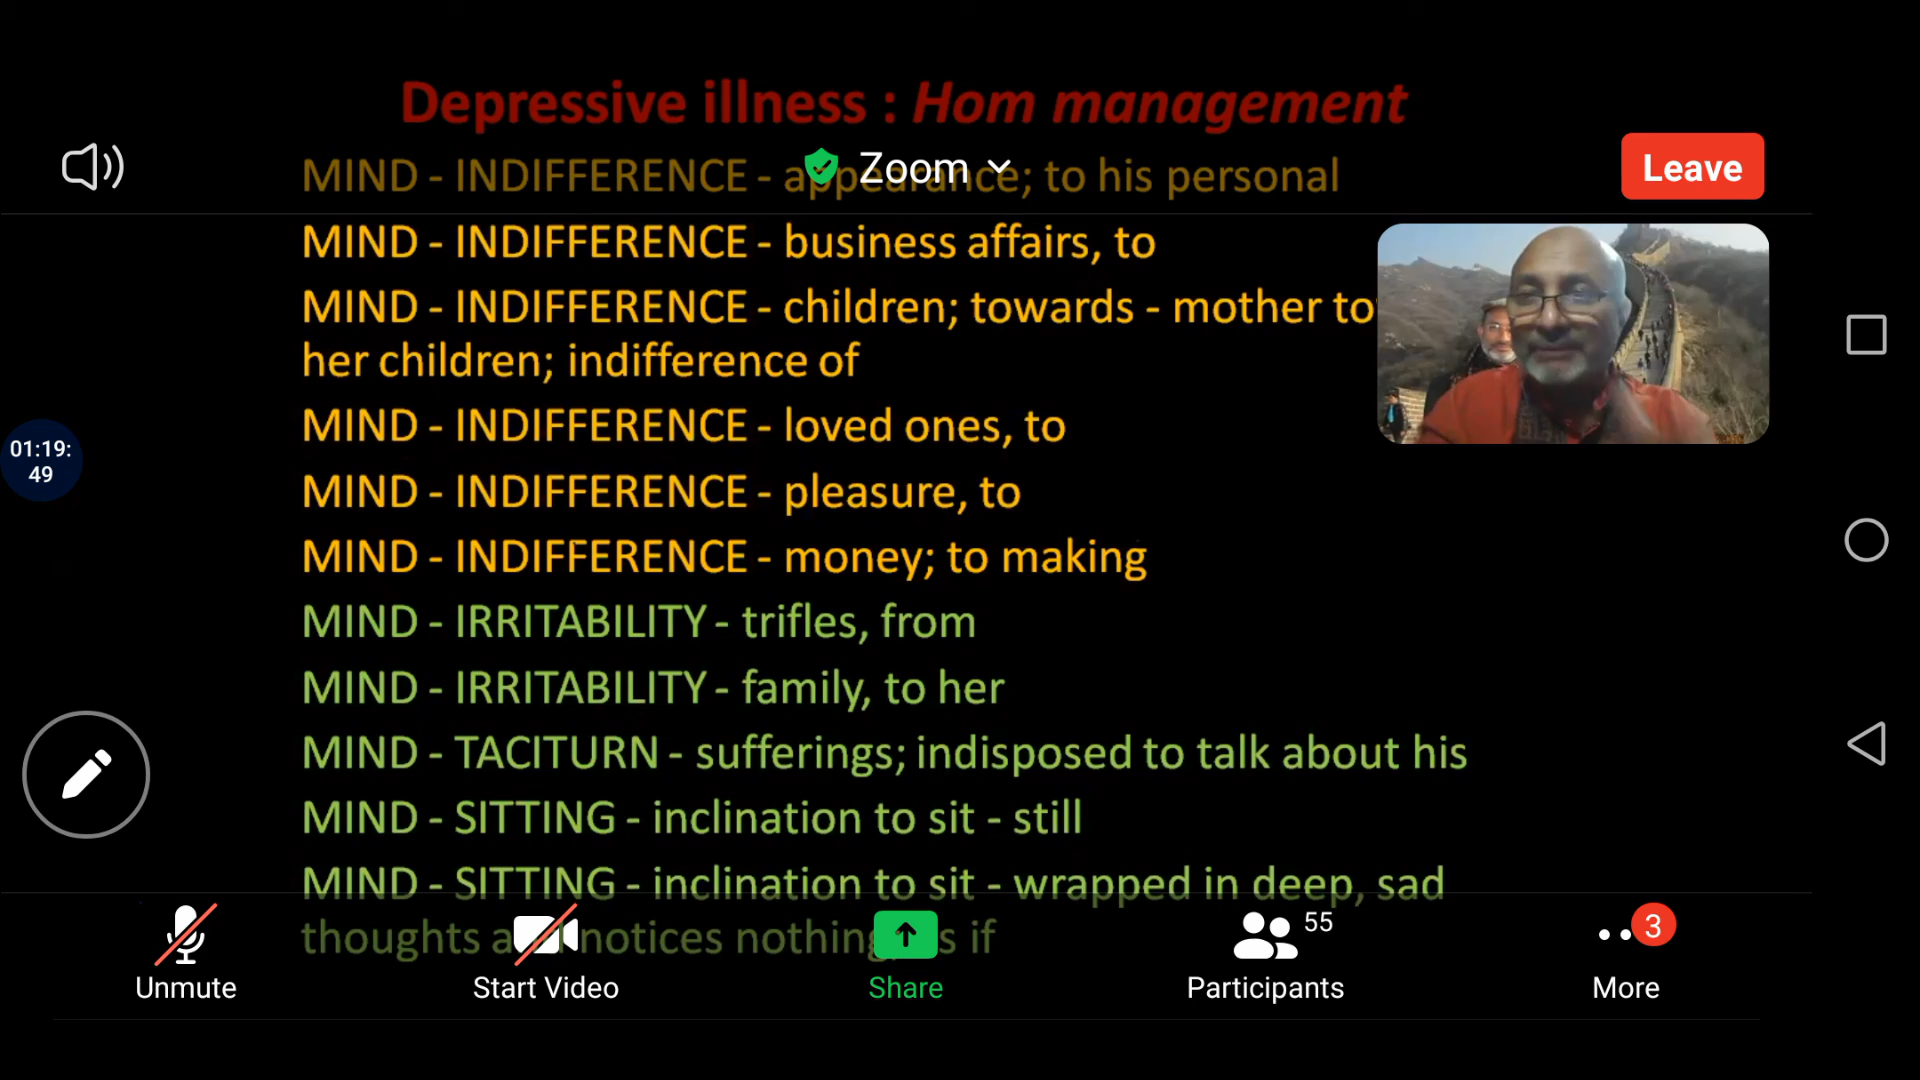 Depressive illness : Hom management
MIND - INDIFFERENCE - appearance; to his personal
Zoom
Leave
MIND - INDIFFERENCE - business affairs, to
MIND - INDIFFERENCE - children; towards - mother to
her children; indifference of
MIND - INDIFFERENCE - loved ones, to
01:19:
49
MIND - INDIFFERENCE - pleasure, to
MIND - INDIFFERENCE - money; to making
MIND - IRRITABILITY - trifles, from
MIND - IRRITABILITY - family, to her
MIND - TACITURN - sufferings; indisposed to talk about his
MIND - SITTING - inclination to sit - still
MIND - SITTING - inclination to sit - wrapped in deep, sad
thoughts and notices nothing; as if
55
3
Unmute
Start Video
Share
Participants
More